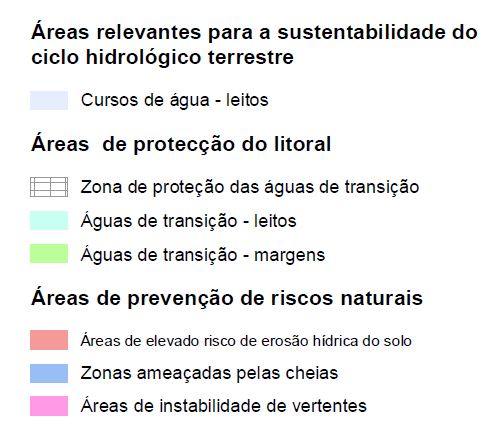 Áreas relevantes para a sustentabilidade do
ciclo hidrológico terrestre
Cursos de água - leitos
Áreas de protecção do litoral
Zona de proteção das águas de transição
Águas de transição - leitos
Águas de transição - margens
Áreas de prevenção de riscos naturais
Áreas de elevado risco de erosão hídrica do solo
Zonas ameaçadas pelas cheias
Áreas de instabilidade de vertentes